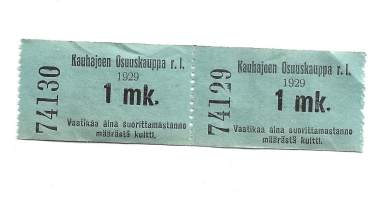 74130
Kauhajoen Osuuskauppa r. l.
1929
1 mk.
Vaatikaa aina suorittamastanne
määrästä kuitti.
74129
Kauhajoen Osuuskauppa r. l.
1929
1 mk.
Vaatikaa aina suorittamastanne
määrästä kuitti.